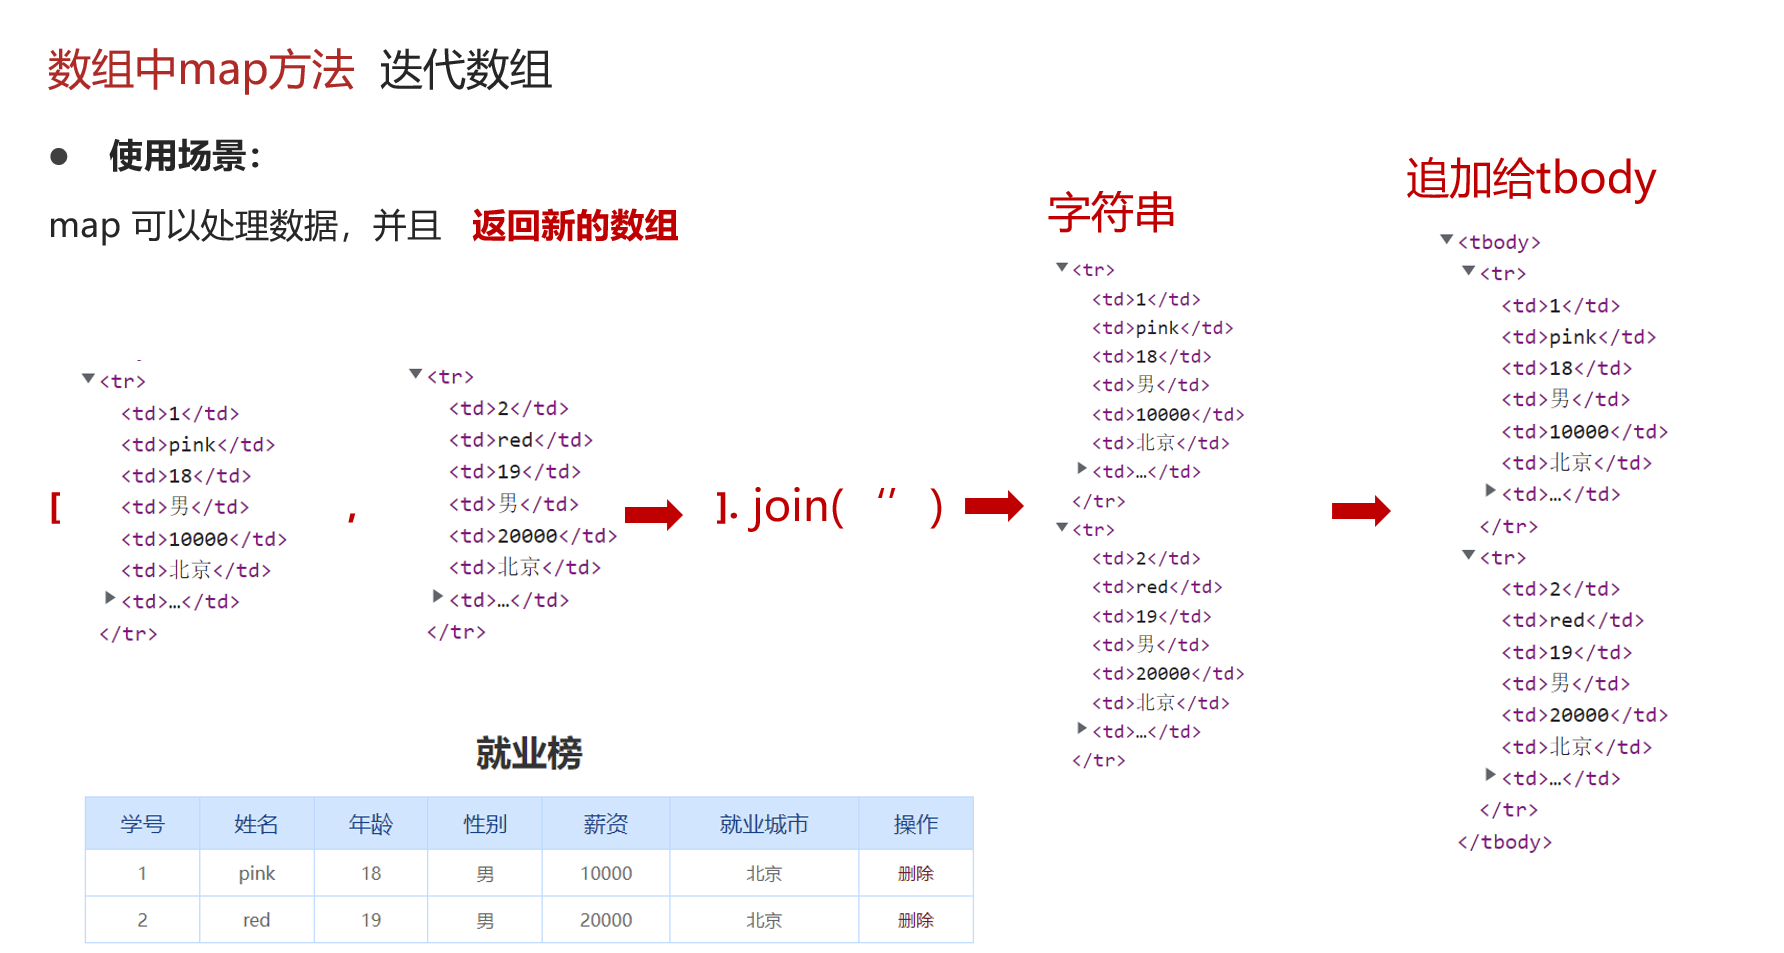 数组中map方法 迭代数组
● 使用场景：
map 可以处理数据，并且 返回新的数组
[
▼<tr>
<td>1</td>
<td>pink</td>
<td>18</td>
<td>男</td>
<td>10000</td>
<td>北京</td>
▶<td>…</td>
</tr>
,
▼<tr>
<td>2</td>
<td>red</td>
<td>19</td>
<td>男</td>
<td>20000</td>
<td>北京</td>
▶<td>…</td>
</tr>
]. join( “” )
字符串
▼<tr>
<td>1</td>
<td>pink</td>
<td>18</td>
<td>男</td>
<td>10000</td>
<td>北京</td>
▶<td>…</td>
</tr>
▼<tr>
<td>2</td>
<td>red</td>
<td>19</td>
<td>男</td>
<td>20000</td>
<td>北京</td>
▶<td>…</td>
</tr>
追加给tbody
▼<tbody>
▼<tr>
<td>1</td>
<td>pink</td>
<td>18</td>
<td>男</td>
<td>10000</td>
<td>北京</td>
▶<td>…</td>
</tr>
▼<tr>
<td>2</td>
<td>red</td>
<td>19</td>
<td>男</td>
<td>20000</td>
<td>北京</td>
▶<td>…</td>
</tr>
</tbody>
就业榜
学号 姓名 年龄 性别 薪资 就业城市 操作
1 pink 18 男 10000 北京 删除
2 red 19 男 20000 北京 删除